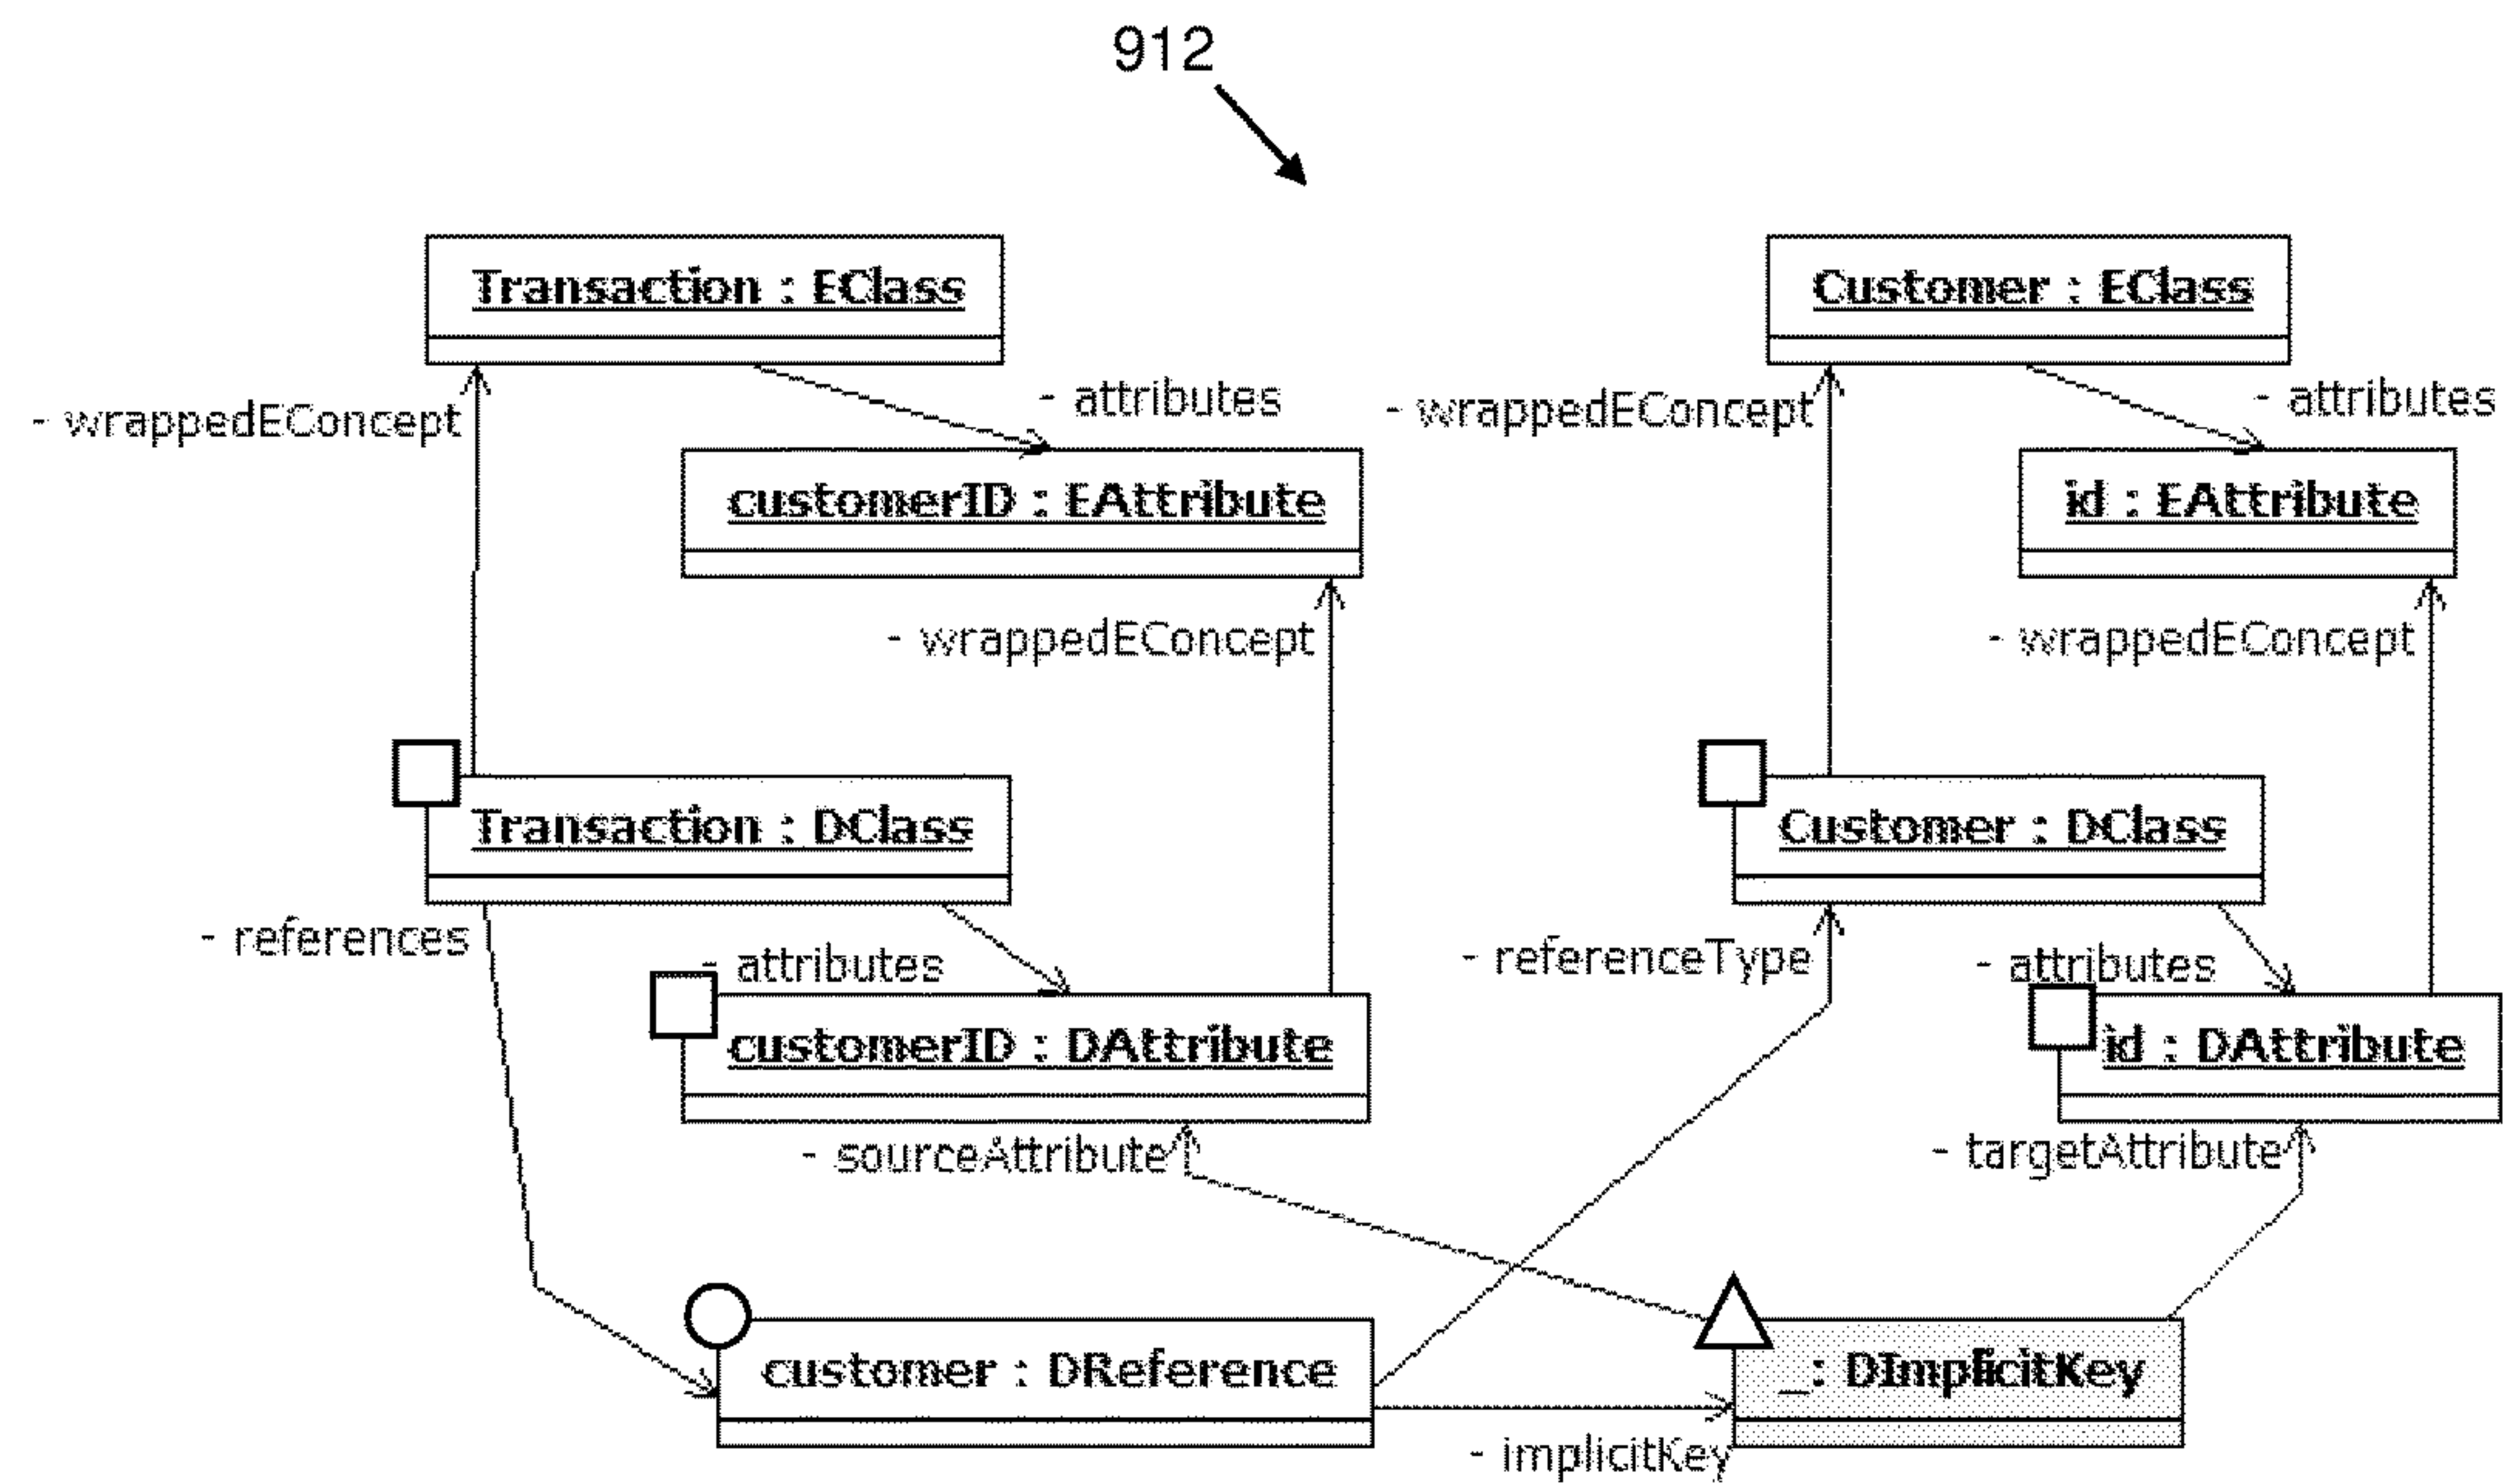 912
Transaction : EClass
Customer : EClass
- wrappedEConcept
- attributes
- wrappedEConcept
- attributes
customerID : EAttribute
id : EAttribute
- wrappedEConcept
- wrappedEConcept
Transaction : DClass
Customer : DClass
- references
- attributes
- referenceType
- attributes
customerID : DAttribute
id : DAttribute
- sourceAttribute
- targetAttribute
customer : DReference
_ : DImplicitKey
- implicitKey